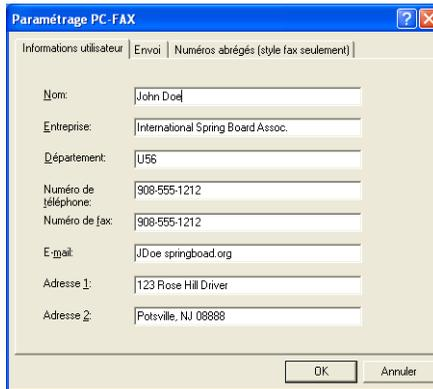 Paramétrage PC-FAX
Informations utilisateur Envoi Numéros abrégés (style fax seulement)
Nom: John Doe
Entreprise: International Spring Board Assoc.
Département: U56
Numéro de téléphone: 908-555-1212
Numéro de fax: 908-555-1212
E-mail: JDoe springboad.org
Adresse 1: 123 Rose Hill Driver
Adresse 2: Potsville, NJ 08888
OK Annuler